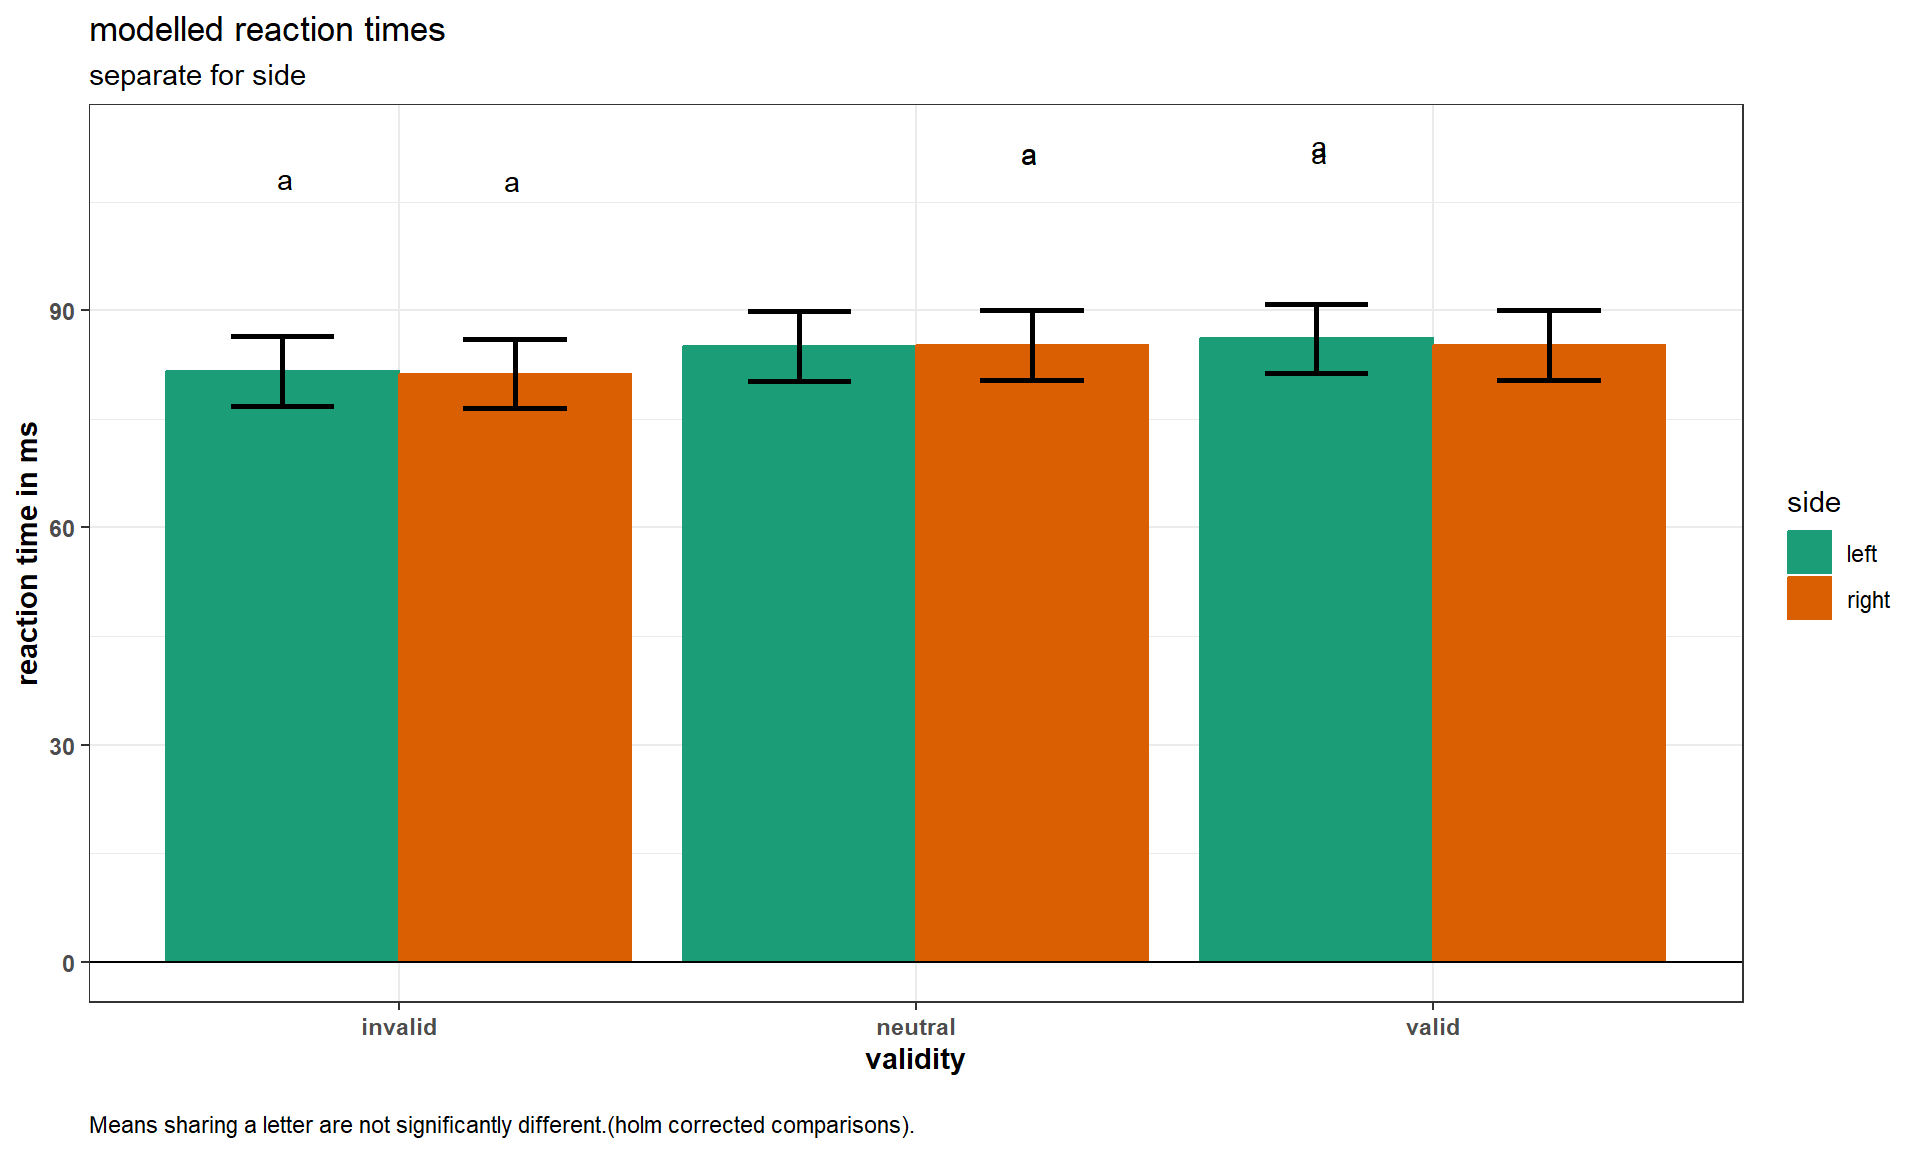 modelled reaction times
separate for side
a a a a a a
reaction time in ms
90
60
30
0
invalid neutral valid
validity
side
left
right
Means sharing a letter are not significantly different.(holm corrected comparisons).